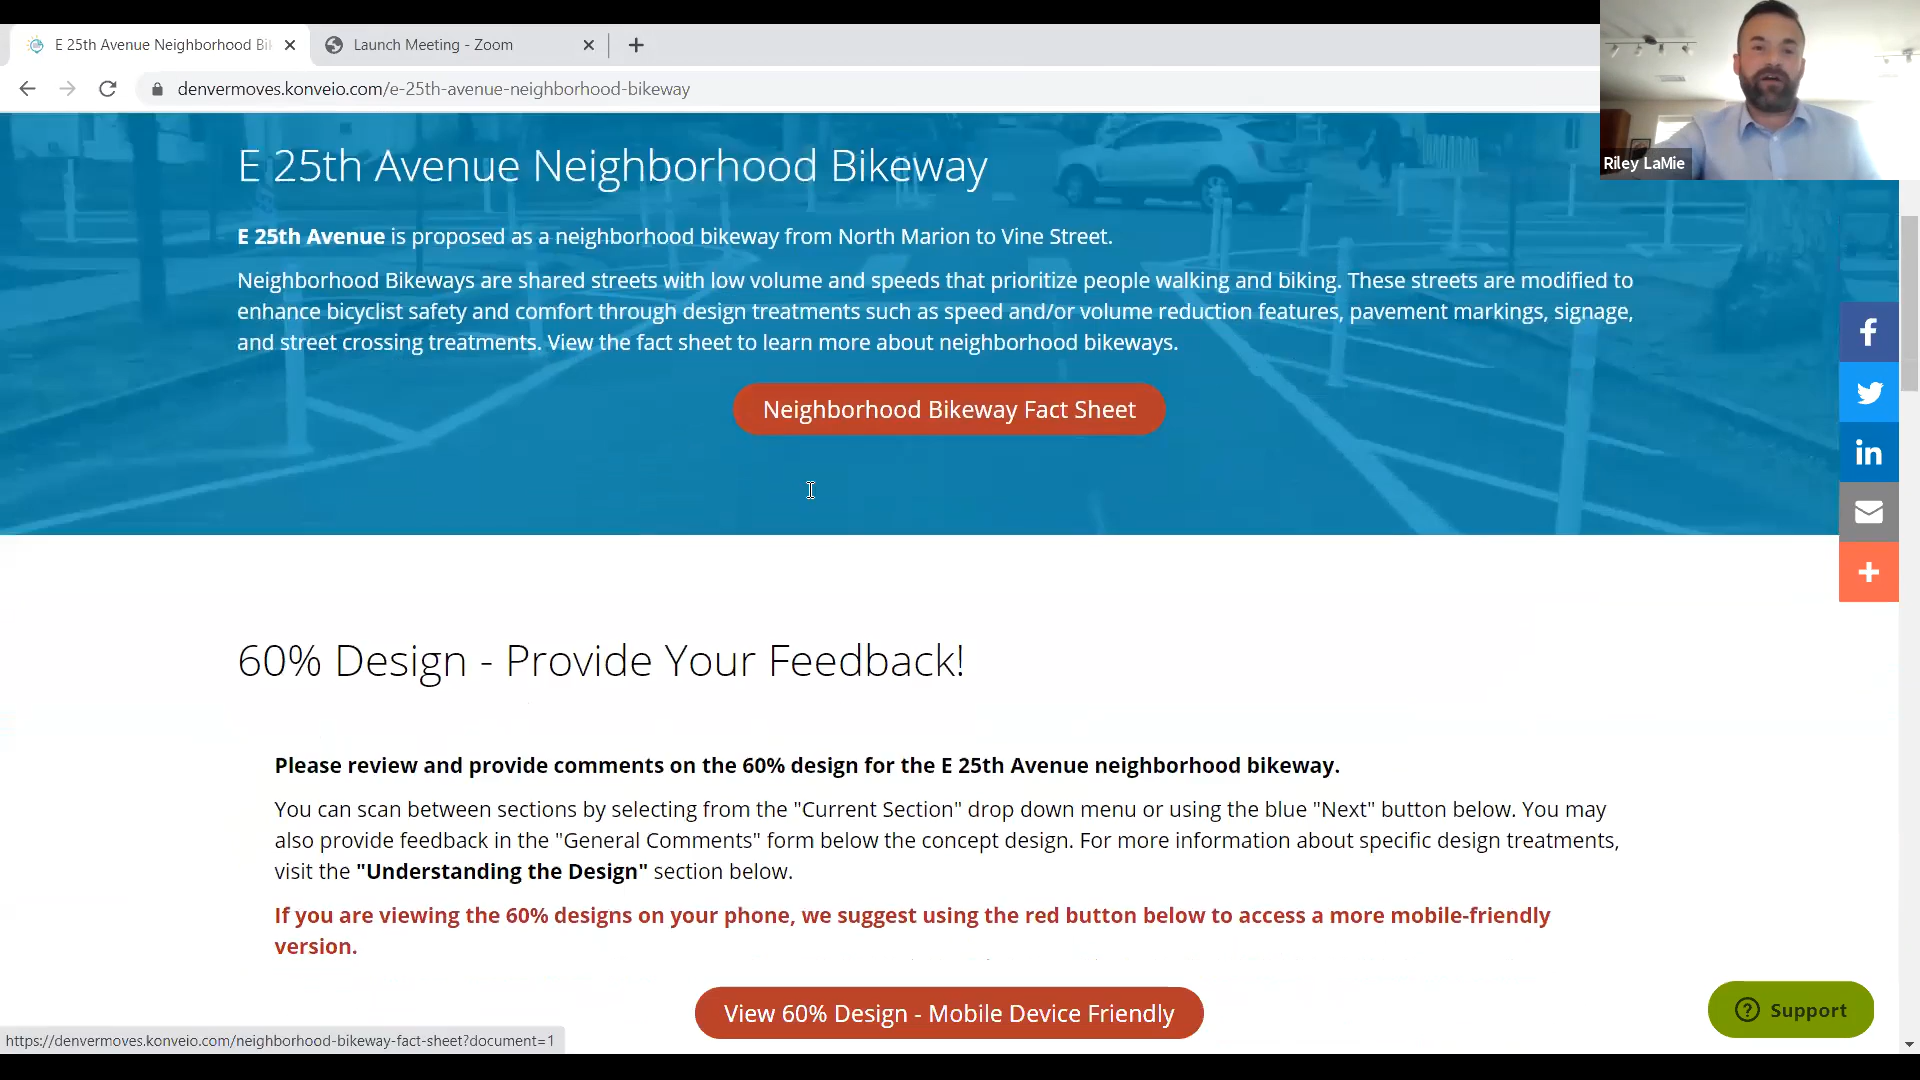 E 25th Avenue Neighborhood Bi
Launch Meeting - Zoom
denvermoves.konveio.com/e-25th-avenue-neighborhood-bikeway
Riley LaMie
E 25th Avenue Neighborhood Bikeway
E 25th Avenue is proposed as a neighborhood bikeway from North Marion to Vine Street.
Neighborhood Bikeways are shared streets with low volume and speeds that prioritize people walking and biking. These streets are modified to
enhance bicyclist safety and comfort through design treatments such as speed and/or volume reduction features, pavement markings, signage,
and street crossing treatments. View the fact sheet to learn more about neighborhood bikeways.
Neighborhood Bikeway Fact Sheet
60% Design - Provide Your Feedback!
Please review and provide comments on the 60% design for the E 25th Avenue neighborhood bikeway.
You can scan between sections by selecting from the "Current Section" drop down menu or using the blue "Next" button below. You may
also provide feedback in the "General Comments" form below the concept design. For more information about specific design treatments,
visit the "Understanding the Design" section below.
If you are viewing the 60% designs on your phone, we suggest using the red button below to access a more mobile-friendly
version.
View 60% Design - Mobile Device Friendly
Support
https://denvermoves.konveio.com/neighborhood-bikeway-fact-sheet?document=1